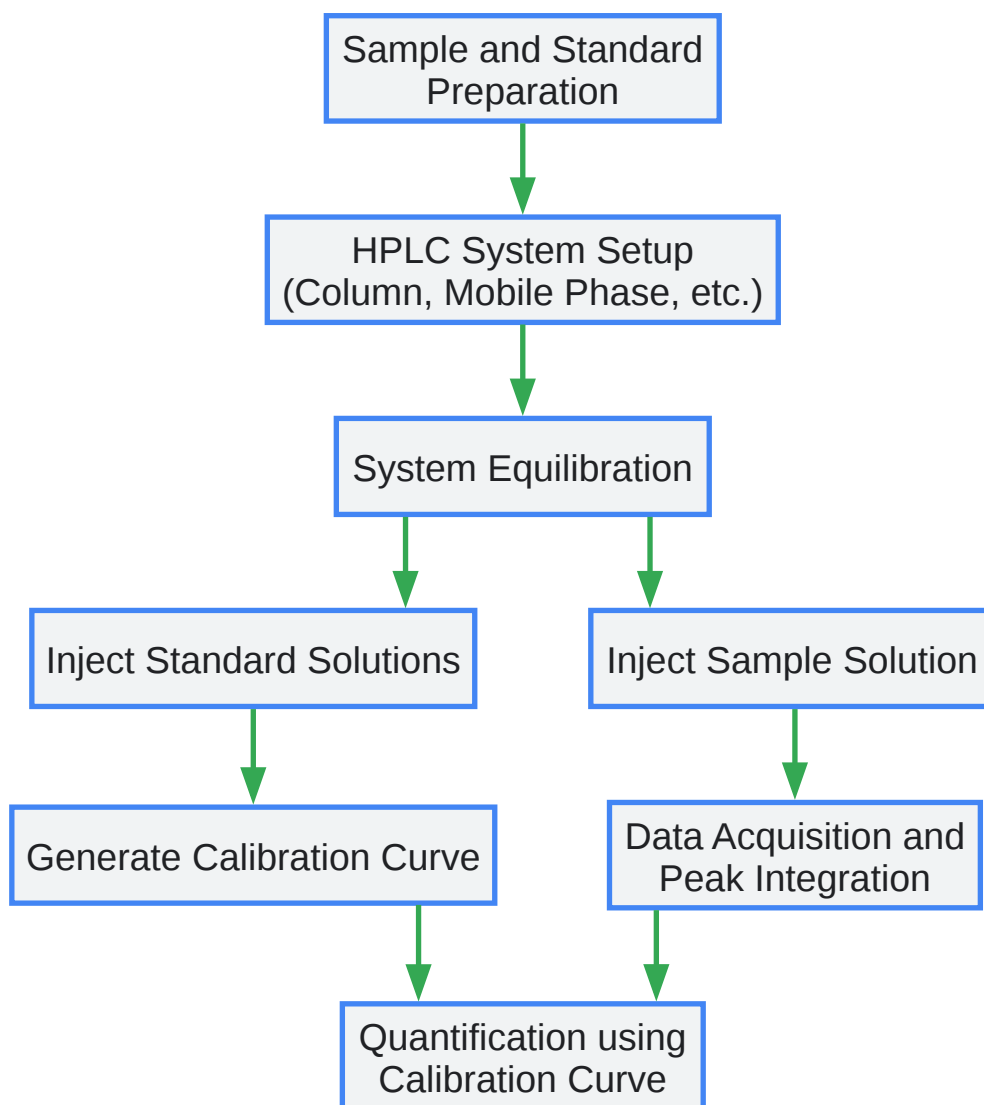 Sample and Standard
Preparation
HPLC System Setup
(Column, Mobile Phase, etc.)
System Equilibration
Inject Standard Solutions
Inject Sample Solution
Generate Calibration Curve
Data Acquisition and
Peak Integration
Quantification using
Calibration Curve